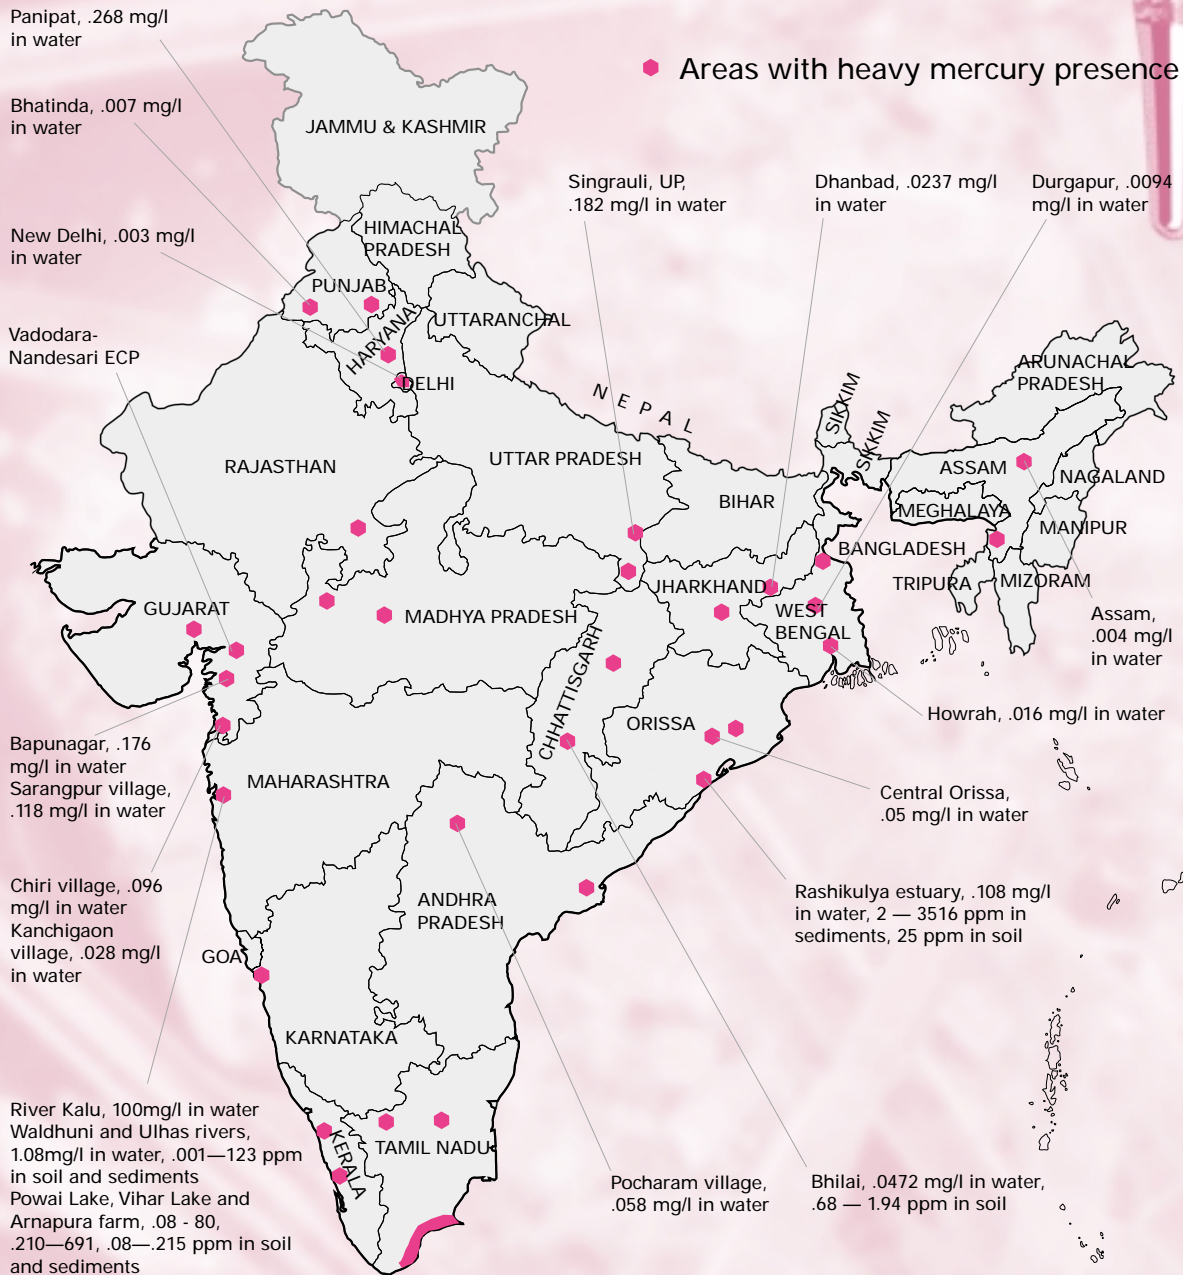 Panipat, .268 mg/l
in water
Areas with heavy mercury presence
Bhatinda, .007 mg/l
in water
JAMMU & KASHMIR
Singrauli, UP,
.182 mg/l in water
Dhanbad, .0237 mg/l
in water
Durgapur, .0094
mg/l in water
New Delhi, .003 mg/l
in water
HIMACHAL
PRADESH
PUNJAB
UTTARANCHAL
HARYANA
Vadodara-
Nandesari ECP
DELHI
NEPAL
SIKKIM
SIKKIM
ARUNACHAL
PRADESH
RAJASTHAN
UTTAR PRADESH
BIHAR
ASSAM
NAGALAND
MEGHALAYA
MANIPUR
BANGLADESH
JHARKHAND
TRIPURA
MIZORAM
GUJARAT
MADHYA PRADESH
WEST
BENGAL
Assam,
.004 mg/l
in water
CHHATTISGARH
ORISSA
Howrah, .016 mg/l in water
Bapunagar, .176
mg/l in water
Sarangpur village,
.118 mg/l in water
MAHARASHTRA
Central Orissa,
.05 mg/l in water
Chiri village, .096
mg/l in water
Kanchigaon
village, .028 mg/l
in water
ANDHRA
PRADESH
Rashikulya estuary, .108 mg/l
in water, 2 — 3516 ppm in
sediments, 25 ppm in soil
GOA
KARNATAKA
River Kalu, 100mg/l in water
Waldhuni and Ulhas rivers,
1.08mg/l in water, .001—123 ppm
in soil and sediments
Powai Lake, Vihar Lake and
Arnapura farm, .08 - 80,
.210—691, .08—.215 ppm in soil
and sediments
KERALA
TAMIL NADU
Pocharam village,
.058 mg/l in water
Bhilai, .0472 mg/l in water,
.68 — 1.94 ppm in soil